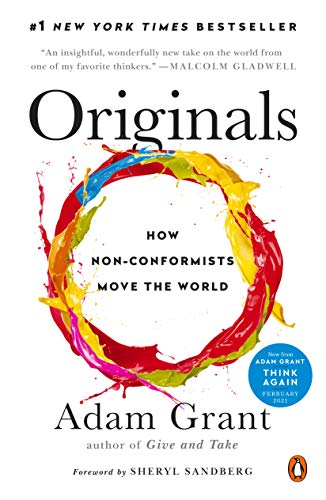 #1 NEW YORK TIMES BESTSELLER
"An insightful, wonderfully new take on the world from
one of my favorite thinkers." —MALCOLM GLADWELL
Originals
HOW
NON-CONFORMISTS
MOVE THE WORLD
New from
ADAM GRANT
THINK
AGAIN
FEBRUARY
2021
Adam Grant
author of Give and Take
Foreword by SHERYL SANDBERG